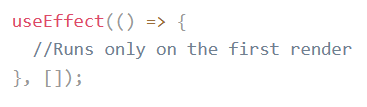 useEffect(() => {
  //Runs only on the first render
}, []);